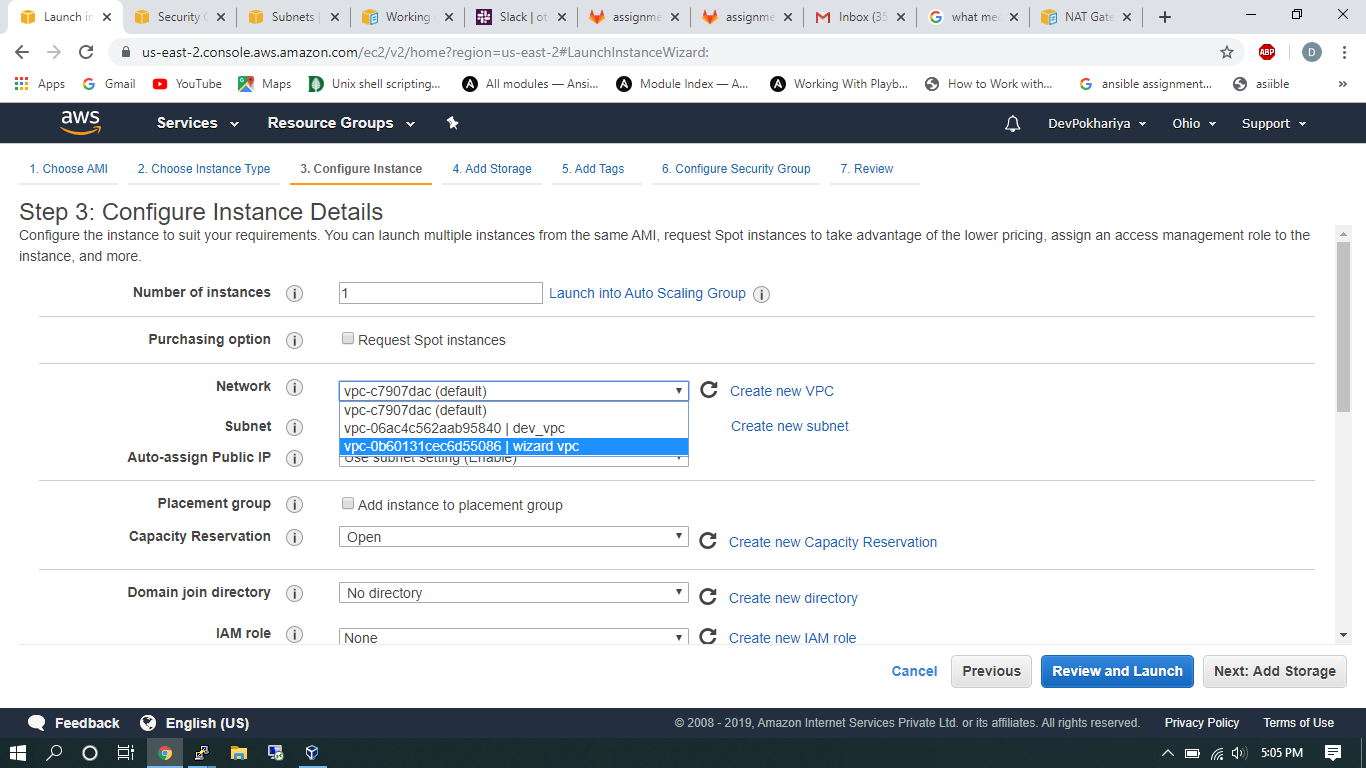 Launch in
Security G
Subnets |
Working
Slack | ot
assignme
assignme
Inbox (35
what mea
NAT Gate
us-east-2.console.aws.amazon.com/ec2/v2/home?region=us-east-2#LaunchInstanceWizard:
ABP
D
Apps
Gmail
YouTube
Maps
Unix shell scripting...
All modules — Ansi...
Module Index — A...
Working With Playb...
How to Work with...
ansible assignment...
asiible
»
aws
Services
Resource Groups
DevPokhariya
Ohio
Support
1. Choose AMI
2. Choose Instance Type
3. Configure Instance
4. Add Storage
5. Add Tags
6. Configure Security Group
7. Review
Step 3: Configure Instance Details
Configure the instance to suit your requirements. You can launch multiple instances from the same AMI, request Spot instances to take advantage of the lower pricing, assign an access management role to the
instance, and more.
Number of instances
1
Launch into Auto Scaling Group
Purchasing option
Request Spot instances
Network
vpc-c7907dac (default)
Create new VPC
vpc-c7907dac (default)
vpc-06ac4c562aab95840 | dev_vpc
vpc-0b60131cec6d55086 | wizard vpc
Subnet
Create new subnet
Auto-assign Public IP
Use subnet setting (Enable)
Placement group
Add instance to placement group
Capacity Reservation
Open
Create new Capacity Reservation
Domain join directory
No directory
Create new directory
IAM role
None
Create new IAM role
Cancel
Previous
Review and Launch
Next: Add Storage
Feedback
English (US)
© 2008 - 2019, Amazon Internet Services Private Ltd. or its affiliates. All rights reserved.
Privacy Policy
Terms of Use
5:05 PM